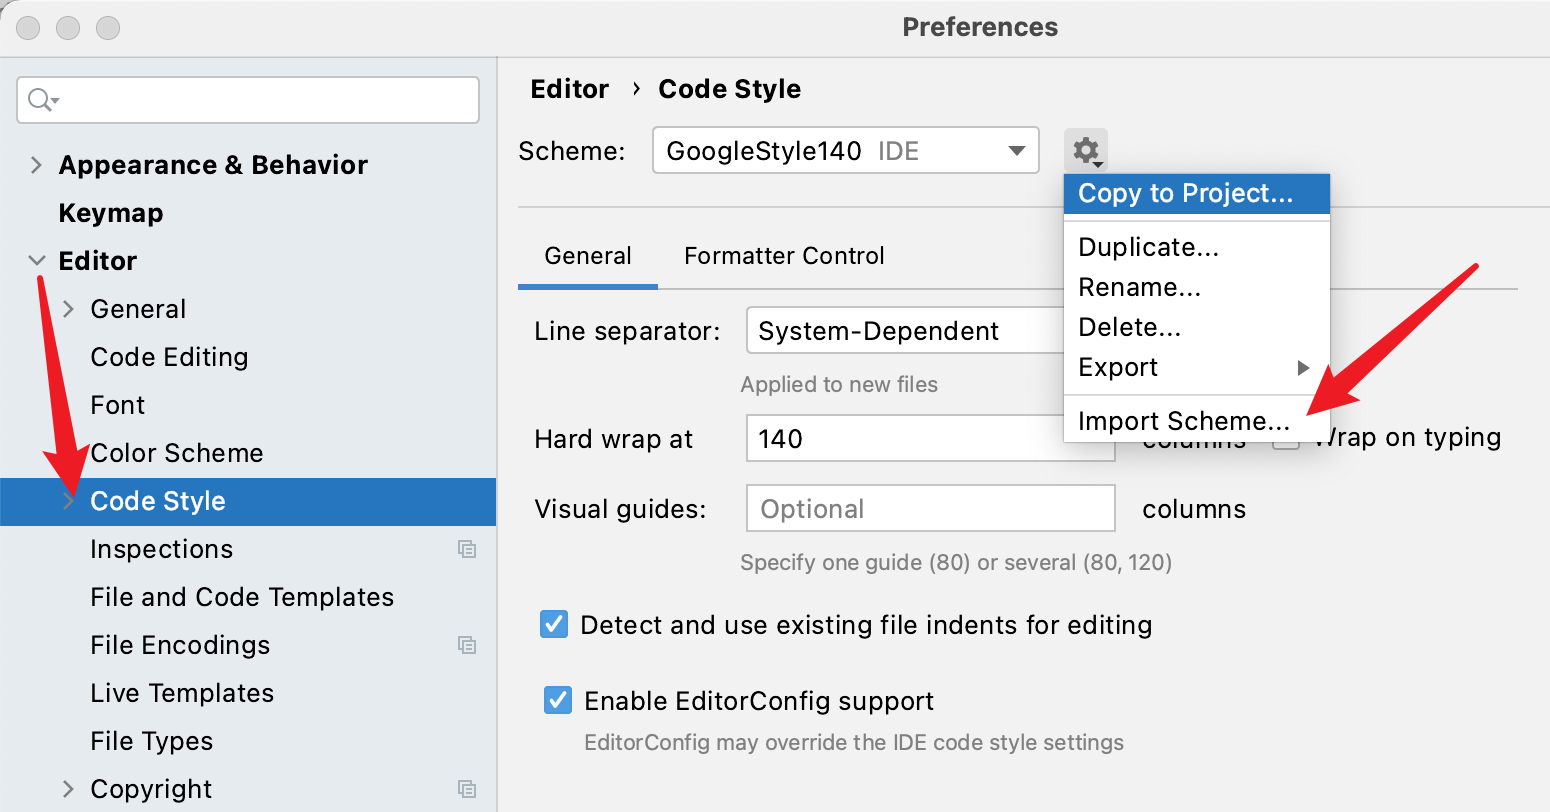 Preferences
Appearance & Behavior
Keymap
Editor
General
Code Editing
Font
Color Scheme
Code Style
Inspections
File and Code Templates
File Encodings
Live Templates
File Types
Copyright
Editor › Code Style
Scheme: GoogleStyle140 IDE
Copy to Project...
Duplicate...
Rename...
Delete...
Export
Import Scheme...
General Formatter Control
Line separator: System-Dependent
Applied to new files
Hard wrap at 140 columns Wrap on typing
Visual guides: Optional columns
Specify one guide (80) or several (80, 120)
Detect and use existing file indents for editing
Enable EditorConfig support
EditorConfig may override the IDE code style settings